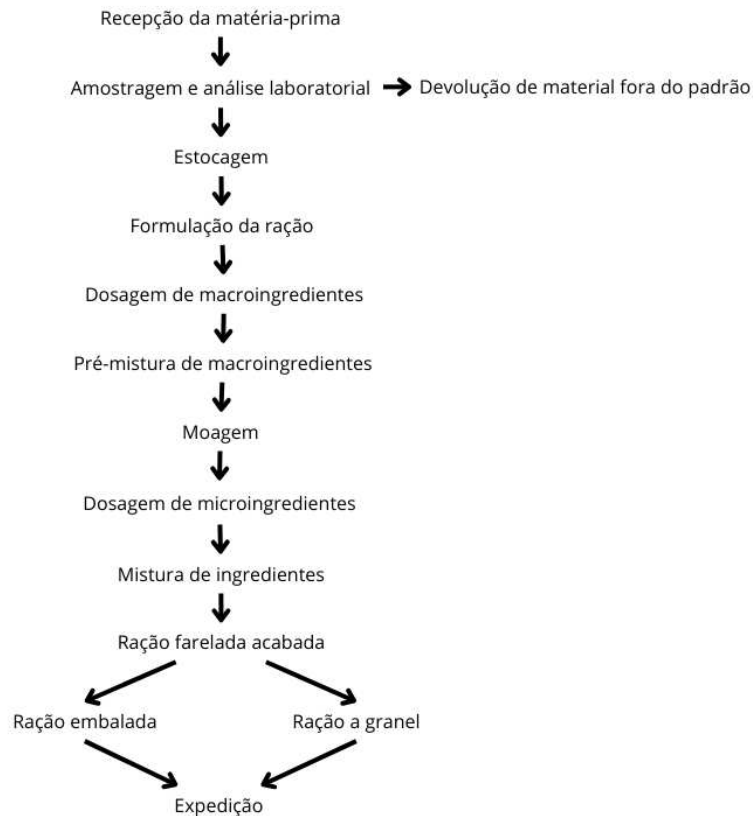 Recepção da matéria-prima
Amostragem e análise laboratorial
Devolução de material fora do padrão
Estocagem
Formulação da ração
Dosagem de macroingredientes
Pré-mistura de macroingredientes
Moagem
Dosagem de microingredientes
Mistura de ingredientes
Ração farelada acabada
Ração embalada
Ração a granel
Expedição